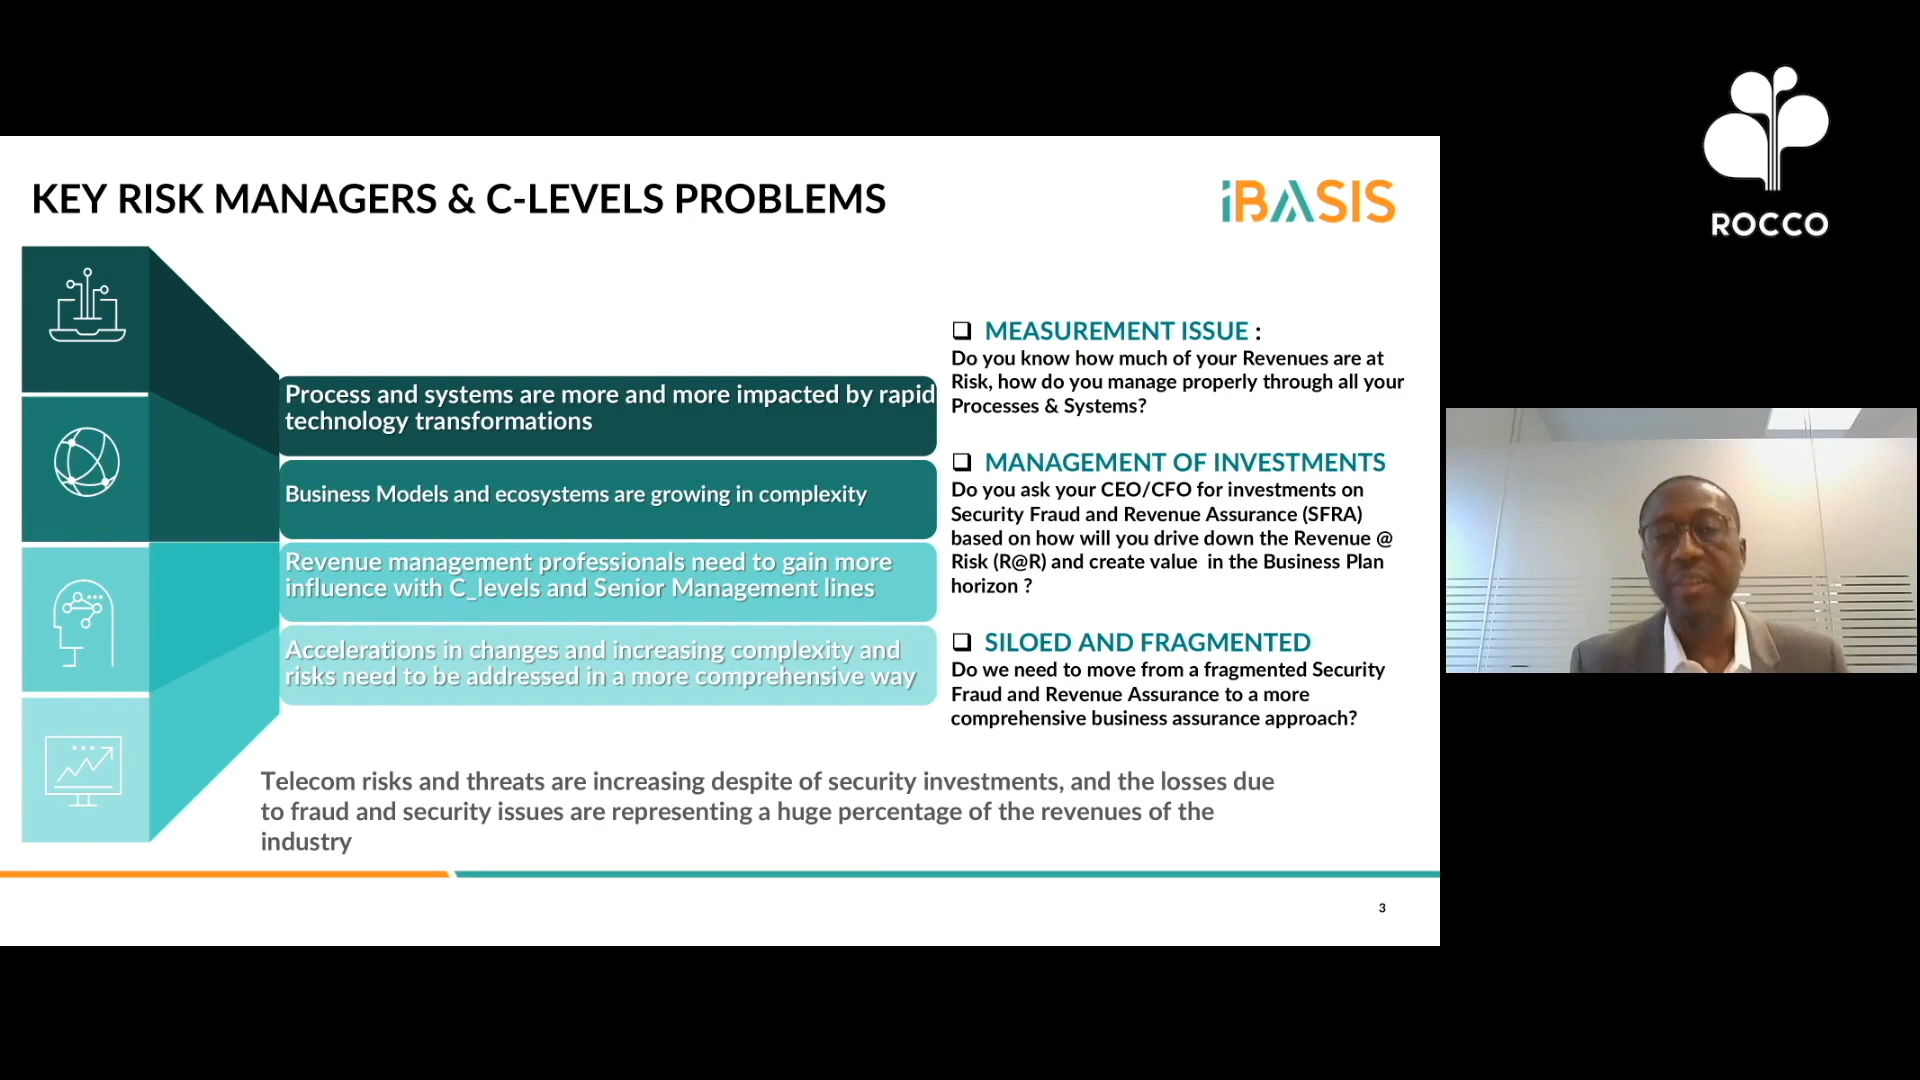 KEY RISK MANAGERS & C-LEVELS PROBLEMS
iBASIS
ROCCO
Process and systems are more and more impacted by rapid
technology transformations
Business Models and ecosystems are growing in complexity
Revenue management professionals need to gain more
influence with C_levels and Senior Management lines
Accelerations in changes and increasing complexity and
risks need to be addressed in a more comprehensive way
MEASUREMENT ISSUE :
Do you know how much of your Revenues are at
Risk, how do you manage properly through all your
Processes & Systems?
MANAGEMENT OF INVESTMENTS
Do you ask your CEO/CFO for investments on
Security Fraud and Revenue Assurance (SFRA)
based on how will you drive down the Revenue @
Risk (R@R) and create value in the Business Plan
horizon ?
SILOED AND FRAGMENTED
Do we need to move from a fragmented Security
Fraud and Revenue Assurance to a more
comprehensive business assurance approach?
Telecom risks and threats are increasing despite of security investments, and the losses due
to fraud and security issues are representing a huge percentage of the revenues of the
industry
3